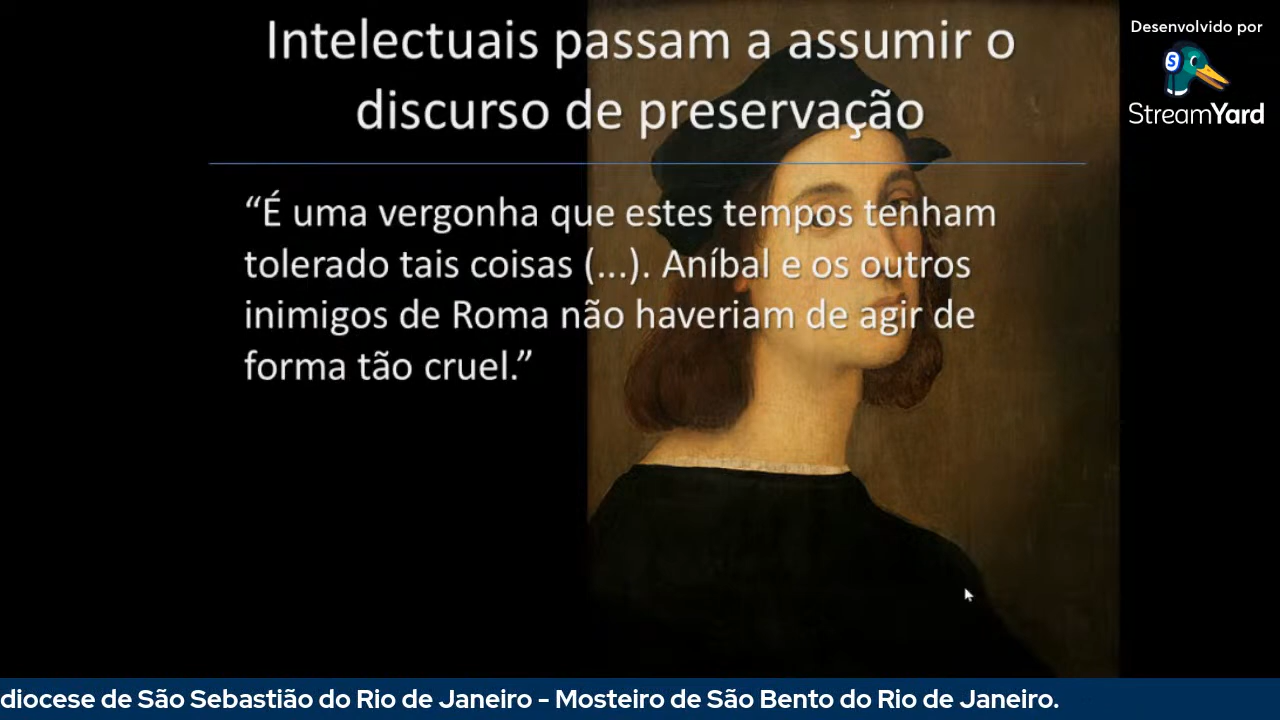 Intelectuais passam a assumir o
discurso de preservação
“É uma vergonha que estes tempos tenham
tolerado tais coisas (...). Aníbal e os outros
inimigos de Roma não haveriam de agir de
forma tão cruel.”
Desenvolvido por
S
StreamYard
diocese de São Sebastião do Rio de Janeiro - Mosteiro de São Bento do Rio de Janeiro.